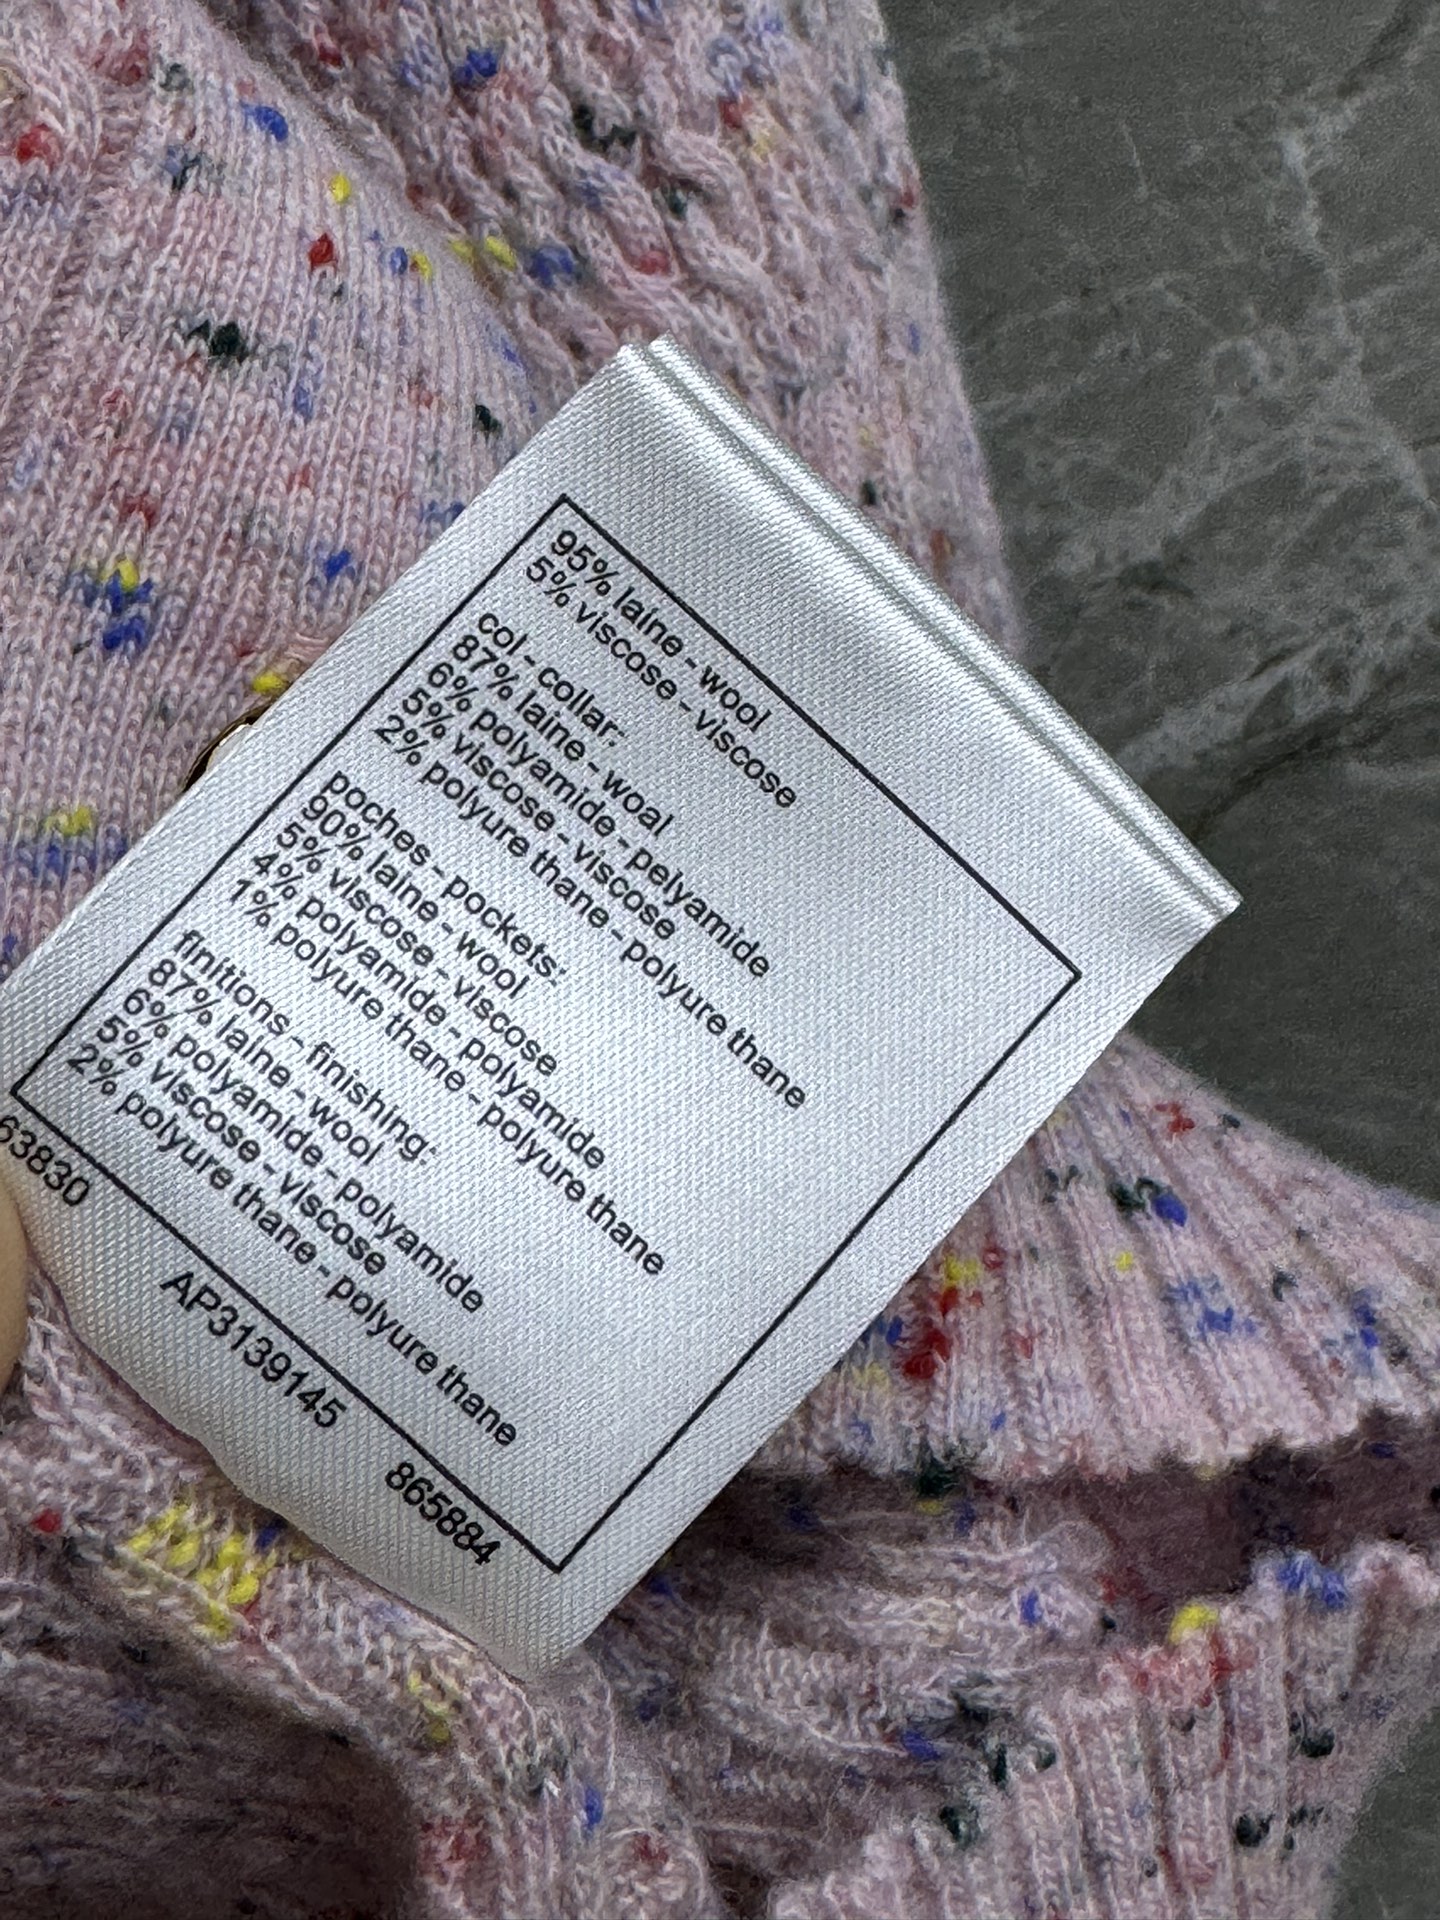 95% laine - wool
5% viscose - viscose
col - collar:
87% laine - woal
6% polyamide - pelyamide
5% viscose - viscose
2% polyure thane - polyure thane
poches - pockets:
90% laine - wool
5% viscose - viscose
4% polyamide - polyamide
1% polyure thane - polyure thane
finitions - finishing:
87% laine - wool
6% polyamide - polyamide
5% viscose - viscose
2% polyure thane - polyure thane
63830 AP3139145 865884